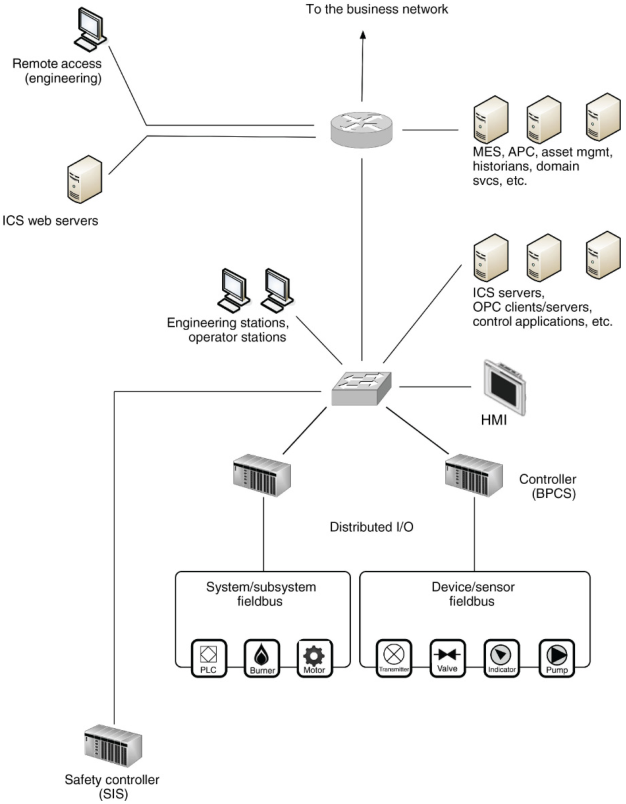 To the business network
Remote access
(engineering)
MES, APC, asset mgmt,
historians, domain
svcs, etc.
ICS web servers
ICS servers,
OPC clients/servers,
control applications, etc.
Engineering stations,
operator stations
HMI
Controller
(BPCS)
Distributed I/O
System/subsystem
fieldbus
Device/sensor
fieldbus
PLC
Burner
Motor
Transmitter
Valve
Indicator
Pump
Safety controller
(SIS)